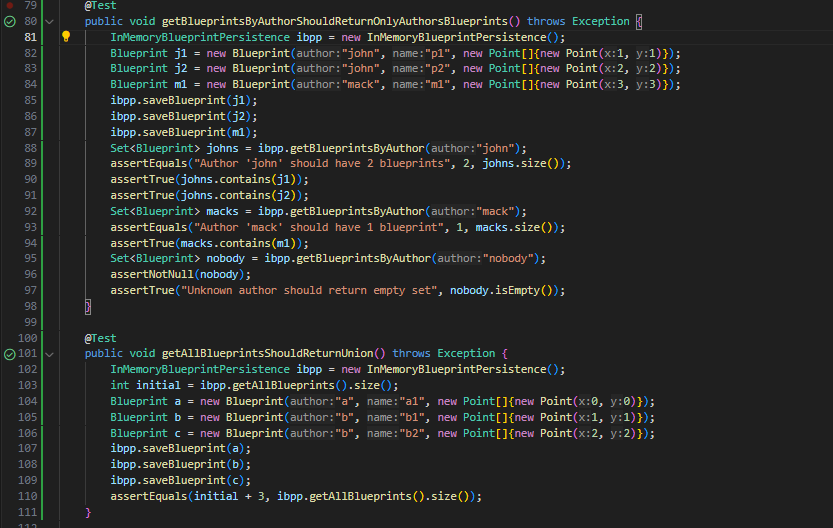 79 @Test
80 public void getBlueprintsByAuthorShouldReturnOnlyAuthorsBlueprints() throws Exception {
81 InMemoryBlueprintPersistence ibpp = new InMemoryBlueprintPersistence();
82 Blueprint j1 = new Blueprint(author:"john", name:"p1", new Point[]{new Point(x:1, y:1)});
83 Blueprint j2 = new Blueprint(author:"john", name:"p2", new Point[]{new Point(x:2, y:2)});
84 Blueprint m1 = new Blueprint(author:"mack", name:"m1", new Point[]{new Point(x:3, y:3)});
85 ibpp.saveBlueprint(j1);
86 ibpp.saveBlueprint(j2);
87 ibpp.saveBlueprint(m1);
88 Set<Blueprint> johns = ibpp.getBlueprintsByAuthor(author:"john");
89 assertEquals("Author 'john' should have 2 blueprints", 2, johns.size());
90 assertTrue(johns.contains(j1));
91 assertTrue(johns.contains(j2));
92 Set<Blueprint> macks = ibpp.getBlueprintsByAuthor(author:"mack");
93 assertEquals("Author 'mack' should have 1 blueprint", 1, macks.size());
94 assertTrue(macks.contains(m1));
95 Set<Blueprint> nobody = ibpp.getBlueprintsByAuthor(author:"nobody");
96 assertNotNull(nobody);
97 assertTrue("Unknown author should return empty set", nobody.isEmpty());
98 }
99
100 @Test
101 public void getAllBlueprintsShouldReturnUnion() throws Exception {
102 InMemoryBlueprintPersistence ibpp = new InMemoryBlueprintPersistence();
103 int initial = ibpp.getAllBlueprints().size();
104 Blueprint a = new Blueprint(author:"a", name:"a1", new Point[]{new Point(x:0, y:0)});
105 Blueprint b = new Blueprint(author:"b", name:"b1", new Point[]{new Point(x:1, y:1)});
106 Blueprint c = new Blueprint(author:"b", name:"b2", new Point[]{new Point(x:2, y:2)});
107 ibpp.saveBlueprint(a);
108 ibpp.saveBlueprint(b);
109 ibpp.saveBlueprint(c);
110 assertEquals(initial + 3, ibpp.getAllBlueprints().size());
111 }
112